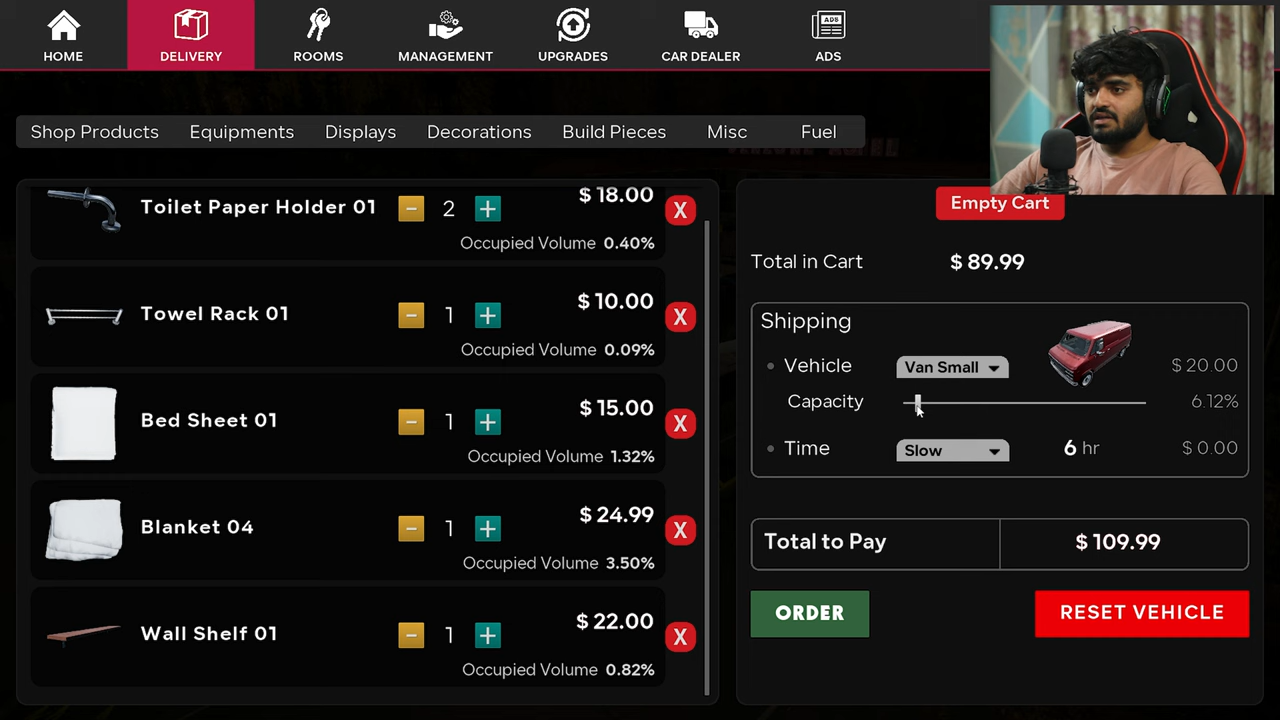 HOME
DELIVERY
ROOMS
MANAGEMENT
UPGRADES
CAR DEALER
ADS
ADS
Shop Products
Equipments
Displays
Decorations
Build Pieces
Misc
Fuel
Toilet Paper Holder 01
2
$ 18.00
X
Occupied Volume 0.40%
Towel Rack 01
1
$ 10.00
X
Occupied Volume 0.09%
Bed Sheet 01
1
$ 15.00
X
Occupied Volume 1.32%
Blanket 04
1
$ 24.99
X
Occupied Volume 3.50%
Wall Shelf 01
1
$ 22.00
X
Occupied Volume 0.82%
Empty Cart
Total in Cart $ 89.99
Shipping
Vehicle Van Small $ 20.00
Capacity 6.12%
Time Slow 6 hr $ 0.00
Total to Pay $ 109.99
ORDER
RESET VEHICLE